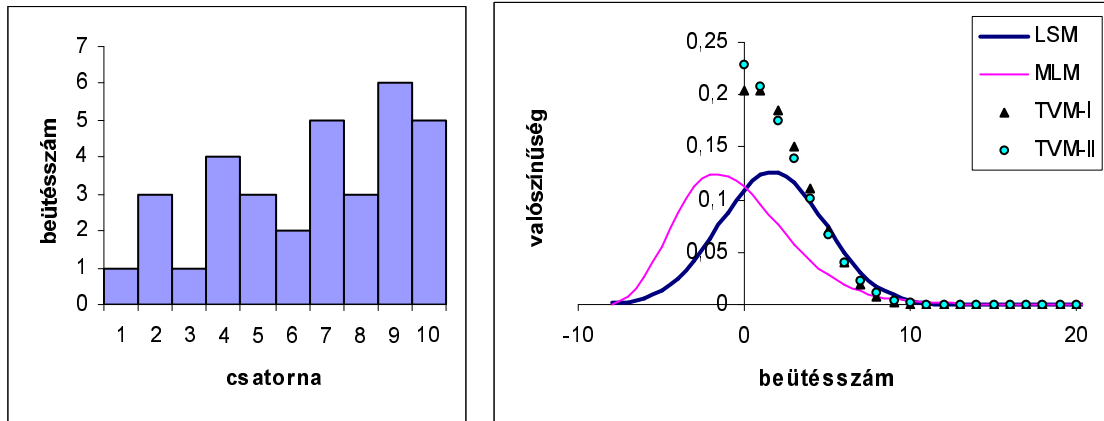 7
6
5
4
3
2
1
0
beütésszám
1 2 3 4 5 6 7 8 9 10
csatorna
0,25
0,2
0,15
0,1
0,05
0
valószínűség
-10 0 10 20
beütésszám
LSM
MLM
TVM-I
TVM-II